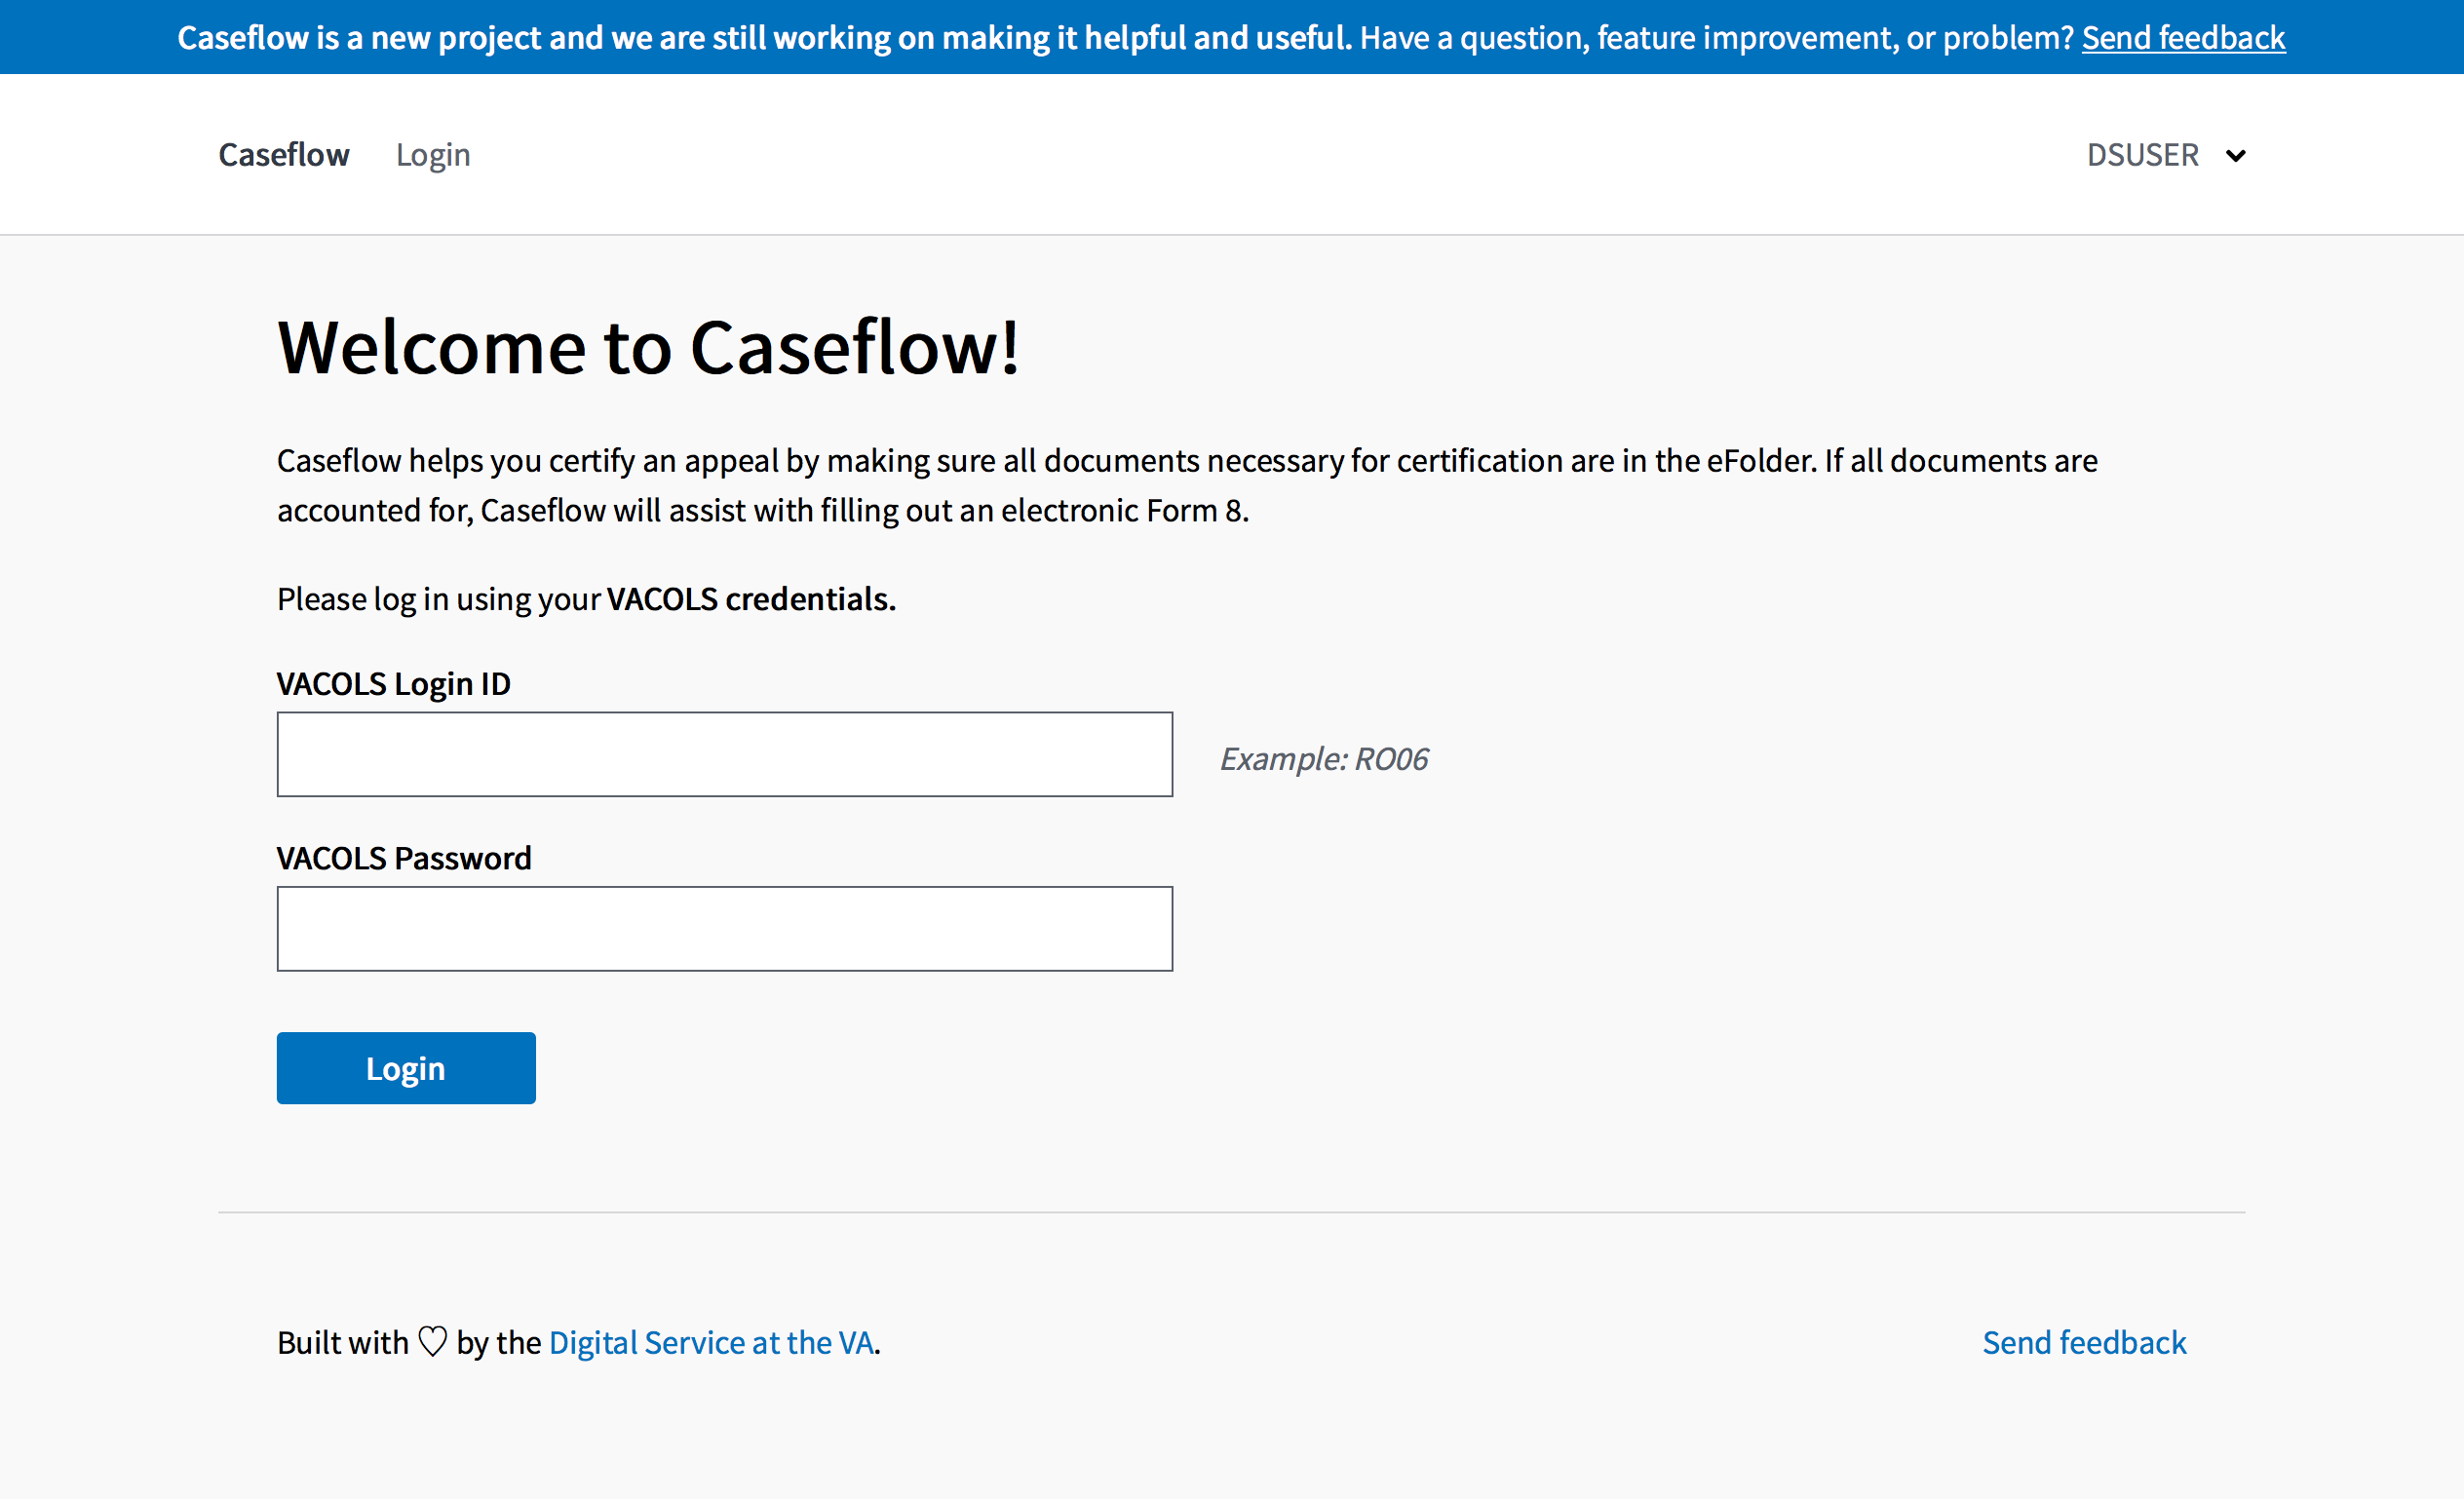 Caseflow is a new project and we are still working on making it helpful and useful. Have a question, feature improvement, or problem? Send feedback
Caseflow Login DSUSER
Welcome to Caseflow!
Caseflow helps you certify an appeal by making sure all documents necessary for certification are in the eFolder. If all documents are
accounted for, Caseflow will assist with filling out an electronic Form 8.
Please log in using your VACOLS credentials.
VACOLS Login ID
Example: RO06
VACOLS Password
Login
Built with ♡ by the Digital Service at the VA. Send feedback